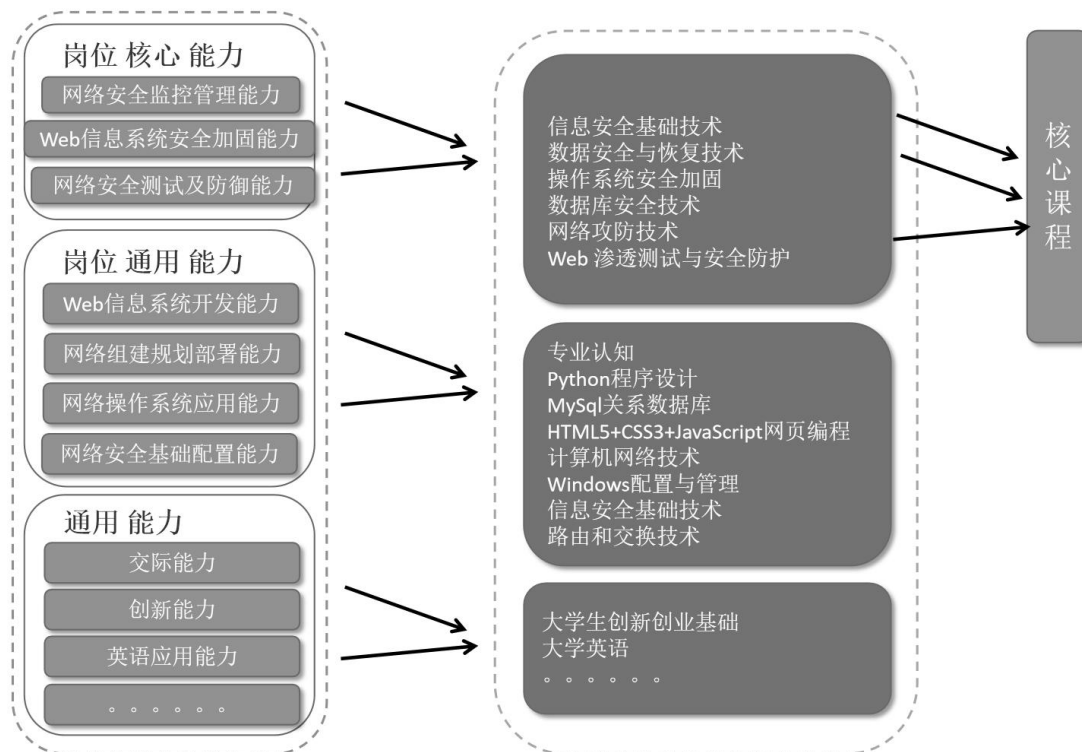 岗位 核心 能力
网络安全监控管理能力
Web信息系统安全加固能力
网络安全测试及防御能力
岗位 通用 能力
Web信息系统开发能力
网络组建规划部署能力
网络操作系统应用能力
网络安全基础配置能力
通用 能力
交际能力
创新能力
英语应用能力
。。。。。。
信息安全基础技术
数据安全与恢复技术
操作系统安全加固
数据库安全技术
网络攻防技术
Web 渗透测试与安全防护
专业认知
Python程序设计
MySql关系数据库
HTML5+CSS3+JavaScript网页编程
计算机网络技术
Windows配置与管理
信息安全基础技术
路由和交换技术
大学生创新创业基础
大学英语
。。。。。。
核心课程